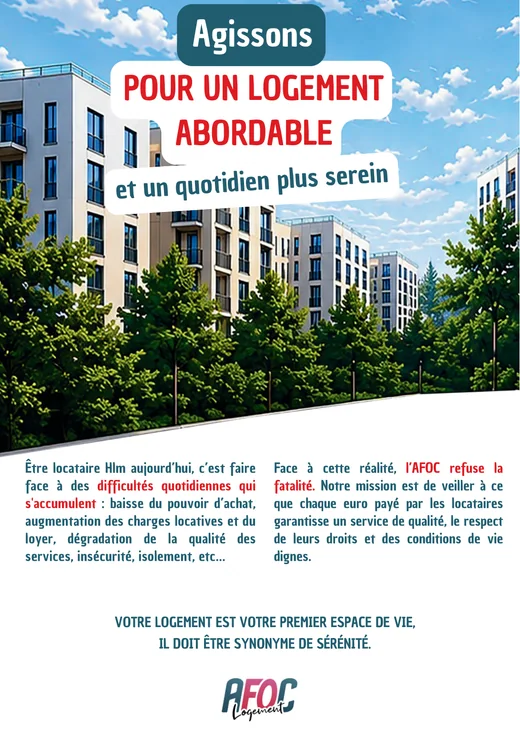 Agissons
POUR UN LOGEMENT
ABORDABLE
et un quotidien plus serein
Être locataire Hlm aujourd'hui, c'est faire
face à des difficultés quotidiennes qui
s'accumulent : baisse du pouvoir d'achat,
augmentation des charges locatives et du
loyer, dégradation de la qualité des
services, insécurité, isolement, etc...
Face à cette réalité, l'AFOC refuse la
fatalité. Notre mission est de veiller à ce
que chaque euro payé par les locataires
garantisse un service de qualité, le respect
de leurs droits et des conditions de vie
dignes.
VOTRE LOGEMENT EST VOTRE PREMIER ESPACE DE VIE,
IL DOIT ÊTRE SYNONYME DE SÉRÉNITÉ.
AFOC
Logement